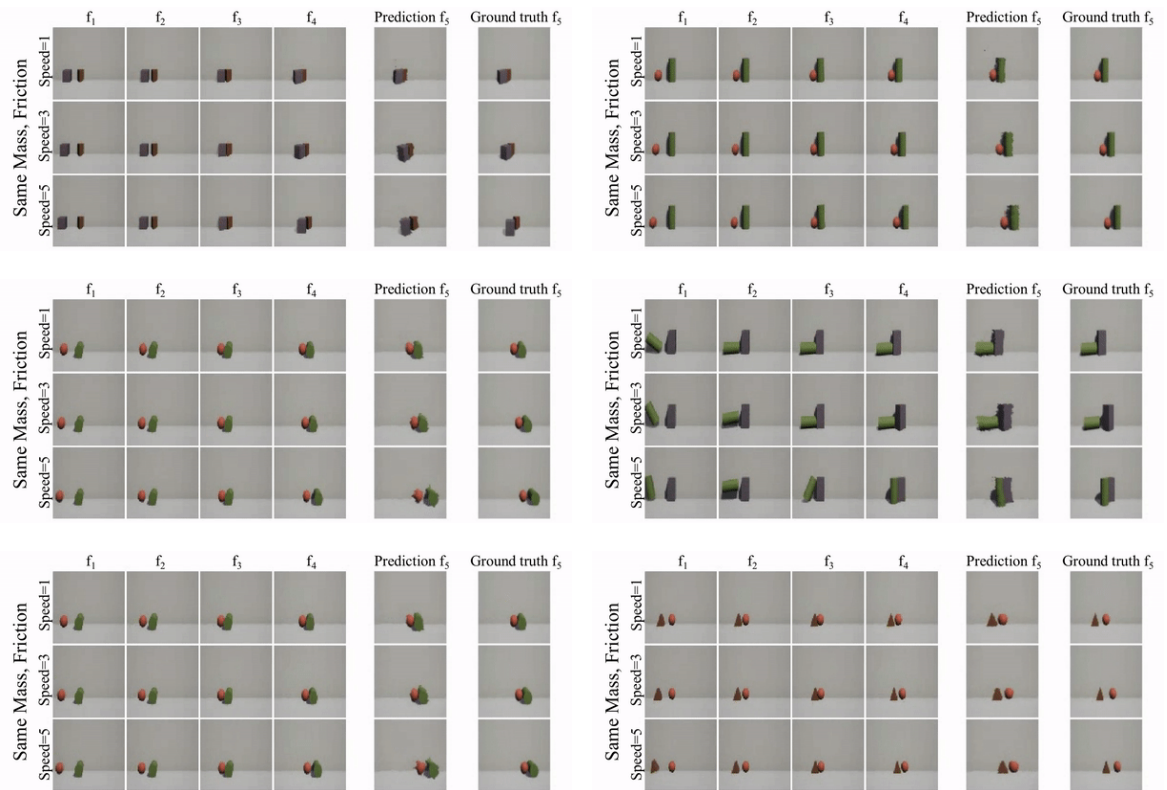 f₁ f₂ f₃ f₄ Prediction f₅ Ground truth f₅
Same Mass, Friction
Speed=1
Speed=3
Speed=5
f₁ f₂ f₃ f₄ Prediction f₅ Ground truth f₅
Same Mass, Friction
Speed=1
Speed=3
Speed=5
f₁ f₂ f₃ f₄ Prediction f₅ Ground truth f₅
Same Mass, Friction
Speed=1
Speed=3
Speed=5
f₁ f₂ f₃ f₄ Prediction f₅ Ground truth f₅
Same Mass, Friction
Speed=1
Speed=3
Speed=5
f₁ f₂ f₃ f₄ Prediction f₅ Ground truth f₅
Same Mass, Friction
Speed=1
Speed=3
Speed=5
f₁ f₂ f₃ f₄ Prediction f₅ Ground truth f₅
Same Mass, Friction
Speed=1
Speed=3
Speed=5